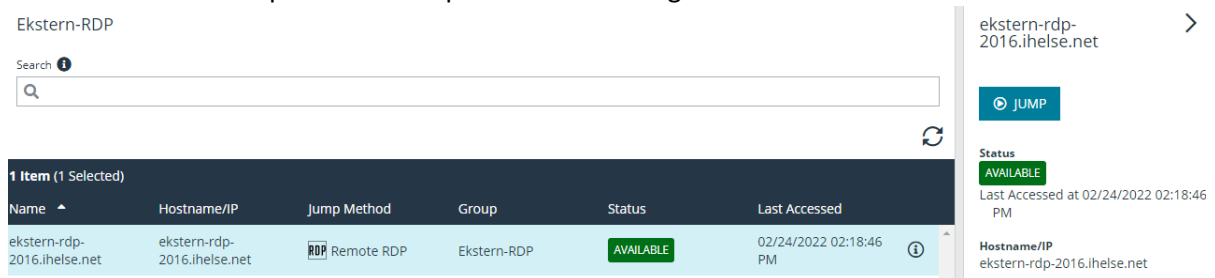 Ekstern-RDP
Search
1 Item (1 Selected)
Name Hostname/IP Jump Method Group Status Last Accessed
ekstern-rdp-
2016.ihelse.net
ekstern-rdp-
2016.ihelse.net
RDP Remote RDP
Ekstern-RDP
AVAILABLE
02/24/2022 02:18:46
PM
ekstern-rdp-
2016.ihelse.net
JUMP
Status
AVAILABLE
Last Accessed at 02/24/2022 02:18:46
PM
Hostname/IP
ekstern-rdp-2016.ihelse.net